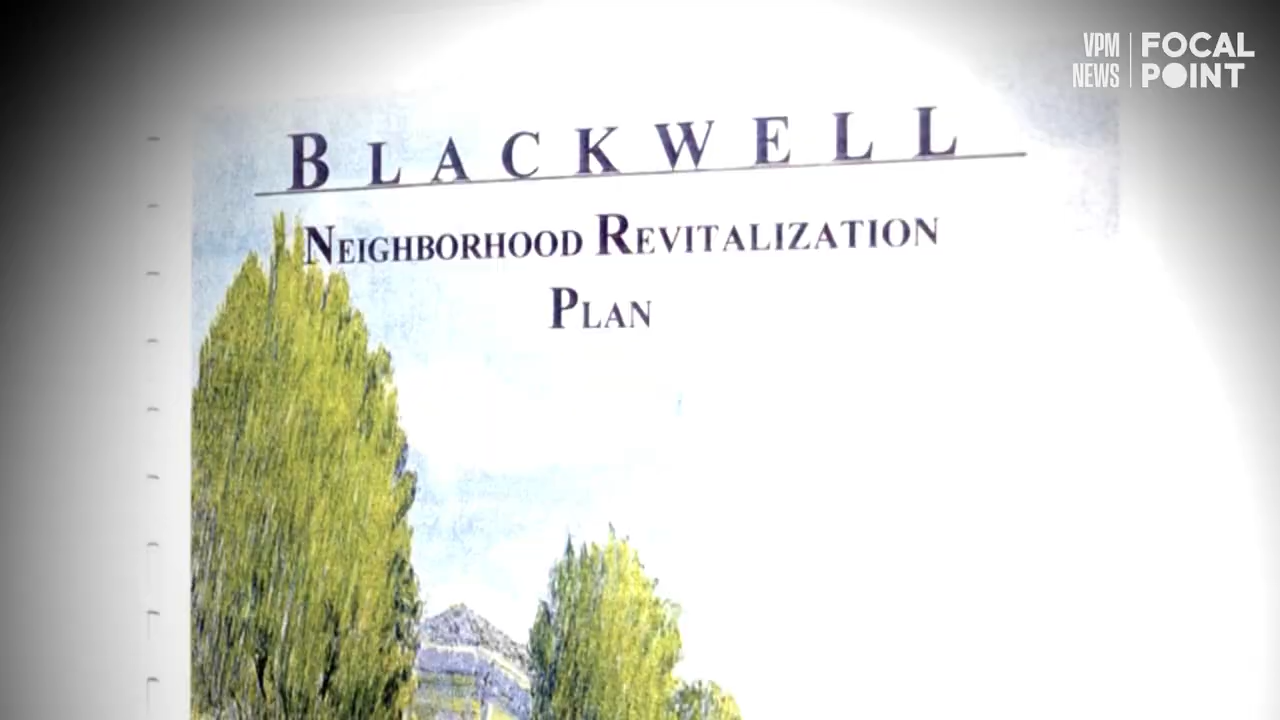 VPM
NEWS
FOCAL
POINT
BLACKWELL
NEIGHBORHOOD REVITALIZATION
PLAN